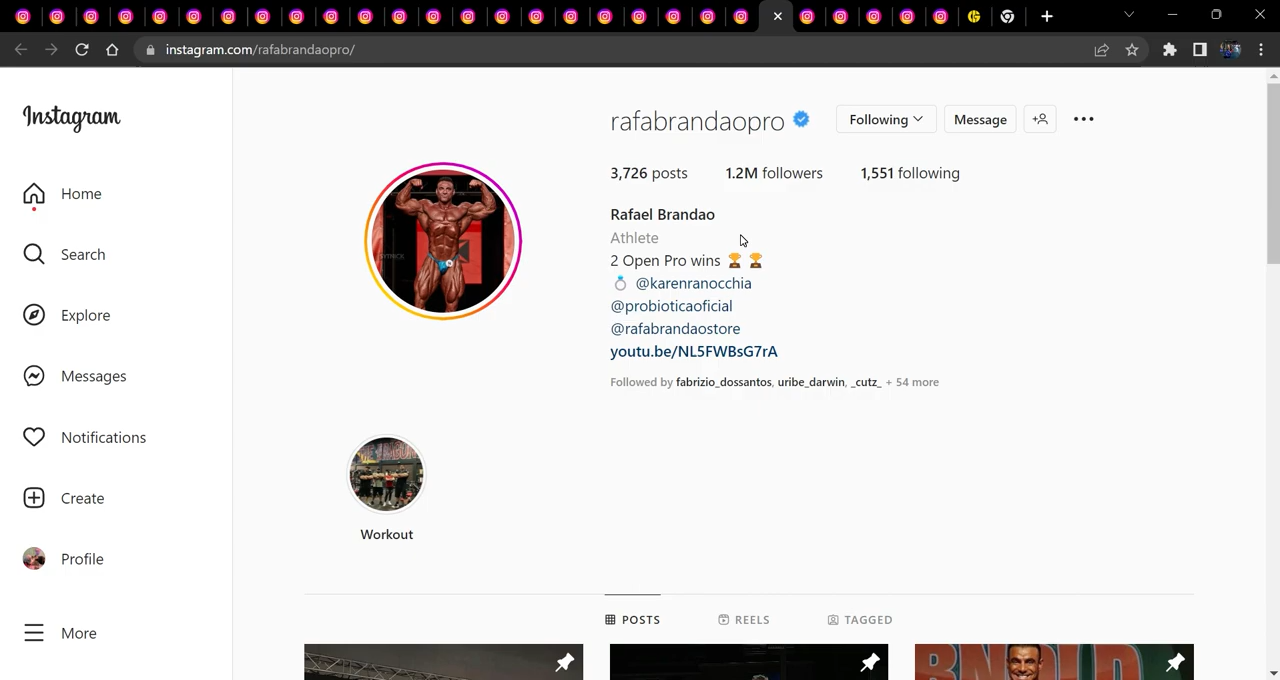 instagram.com/rafabrandaopro/
Instagram
Home
Search
Explore
Messages
Notifications
Create
Profile
More
rafabrandaopro
Following
Message
3,726 posts 1.2M followers 1,551 following
Rafael Brandao
Athlete
2 Open Pro wins 🏆 🏆
💍 @karenranocchia
@probioticaoficial
@rafabrandaostore
youtu.be/NL5FWBsG7rA
Followed by fabrizio_dossantos, uribe_darwin, _cutz_ + 54 more
Workout
POSTS REELS TAGGED